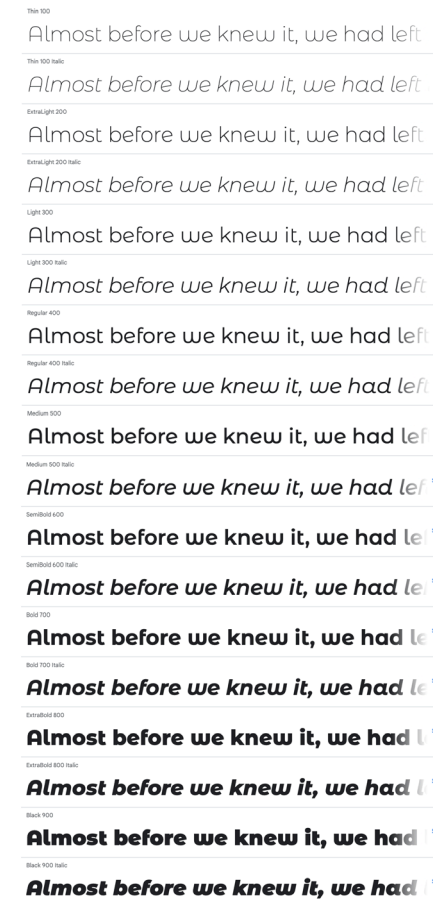 Thin 100
Almost before we knew it, we had left
Thin 100 Italic
Almost before we knew it, we had left
ExtraLight 200
Almost before we knew it, we had left
ExtraLight 200 Italic
Almost before we knew it, we had left
Light 300
Almost before we knew it, we had left
Light 300 Italic
Almost before we knew it, we had left
Regular 400
Almost before we knew it, we had left
Regular 400 Italic
Almost before we knew it, we had left
Medium 500
Almost before we knew it, we had lef
Medium 500 Italic
Almost before we knew it, we had lef
SemiBold 600
Almost before we knew it, we had le
SemiBold 600 Italic
Almost before we knew it, we had le
Bold 700
Almost before we knew it, we had le
Bold 700 Italic
Almost before we knew it, we had le
ExtraBold 800
Almost before we knew it, we had l
ExtraBold 800 Italic
Almost before we knew it, we had l
Black 900
Almost before we knew it, we had
Black 900 Italic
Almost before we knew it, we had